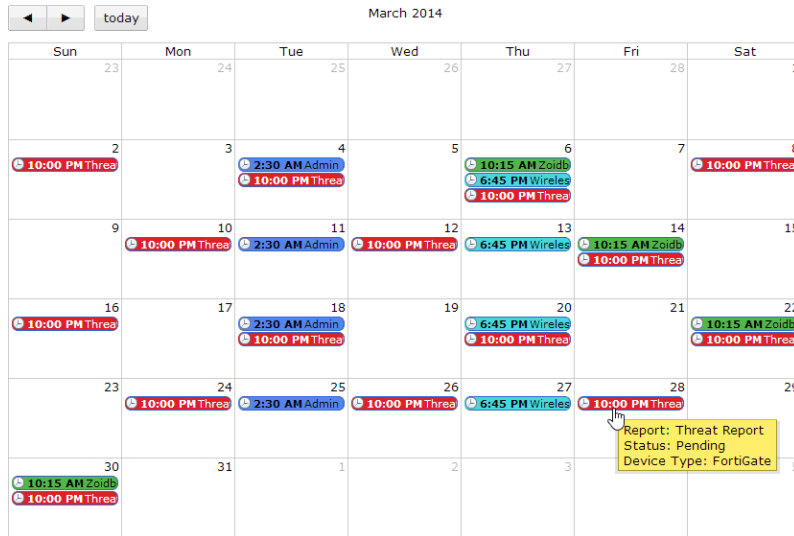 ◄ ► today
March 2014
Sun Mon Tue Wed Thu Fri Sat
23 24 25 26 27 28
2 3 4 5 6 7 8
10:00 PM Threa 2:30 AM Admin 10:15 AM Zoidb 10:00 PM Threa
10:00 PM Threa 6:45 PM Wireles
10:00 PM Threa
9 10 11 12 13 14 15
10:00 PM Threa 2:30 AM Admin 10:00 PM Threa 6:45 PM Wireles 10:15 AM Zoidb
10:00 PM Threa
16 17 18 19 20 21 22
10:00 PM Threa 2:30 AM Admin 6:45 PM Wireles 10:15 AM Zoidb
10:00 PM Threa 10:00 PM Threa 10:00 PM Threa
23 24 25 26 27 28 29
10:00 PM Threa 2:30 AM Admin 10:00 PM Threa 6:45 PM Wireles 10:00 PM Threa
Report: Threat Report
Status: Pending
Device Type: FortiGate
30 31 1 2 3
10:15 AM Zoidb
10:00 PM Threa